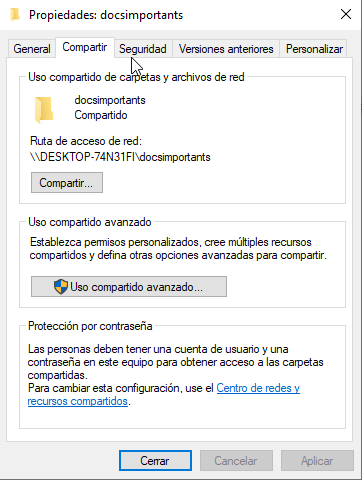 Propiedades: docsimportants
General Compartir Seguridad Versiones anteriores Personalizar
Uso compartido de carpetas y archivos de red
docsimportants
Compartido
Ruta de acceso de red:
\\DESKTOP-74N31FI\docsimportants
Compartir...
Uso compartido avanzado
Establezca permisos personalizados, cree múltiples recursos
compartidos y defina otras opciones avanzadas para compartir.
Uso compartido avanzado...
Protección por contraseña
Las personas deben tener una cuenta de usuario y una
contraseña en este equipo para obtener acceso a las carpetas
compartidas.
Para cambiar esta configuración, use el Centro de redes y
recursos compartidos.
Cerrar Cancelar Aplicar